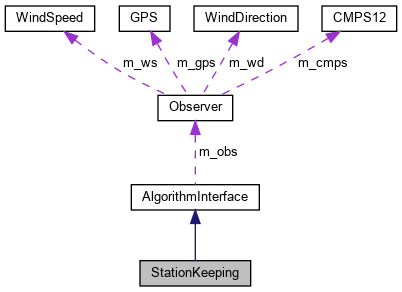 WindSpeed GPS WindDirection CMPS12
m_ws m_gps m_wd m_cmps
Observer
m_obs
AlgorithmInterface
StationKeeping